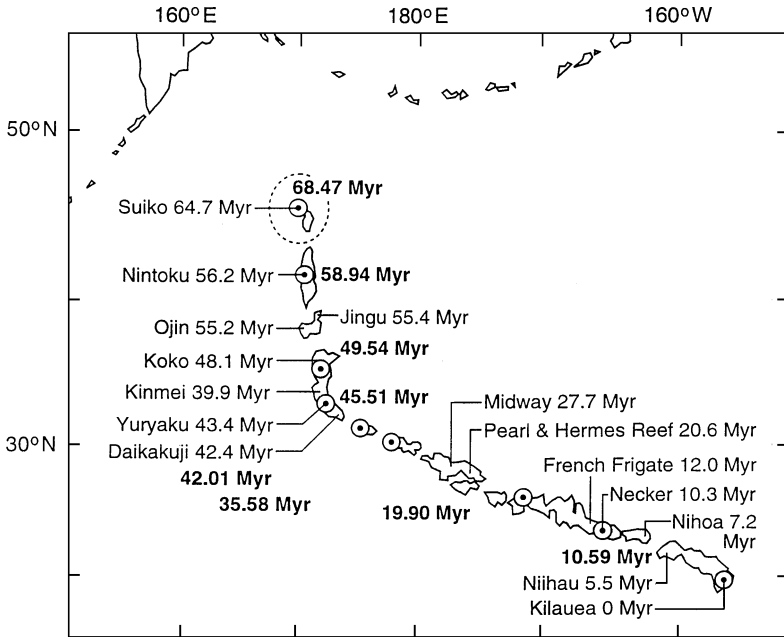 160°E
180°E
160°W
50°N
68.47 Myr
Suiko 64.7 Myr
Nintoku 56.2 Myr
58.94 Myr
Jingu 55.4 Myr
Ojin 55.2 Myr
49.54 Myr
Koko 48.1 Myr
Kinmei 39.9 Myr
45.51 Myr
Midway 27.7 Myr
Yuryaku 43.4 Myr
Pearl & Hermes Reef 20.6 Myr
30°N
Daikakuji 42.4 Myr
French Frigate 12.0 Myr
42.01 Myr
Necker 10.3 Myr
35.58 Myr
19.90 Myr
Nihoa 7.2
Myr
10.59 Myr
Niihau 5.5 Myr
Kilauea 0 Myr